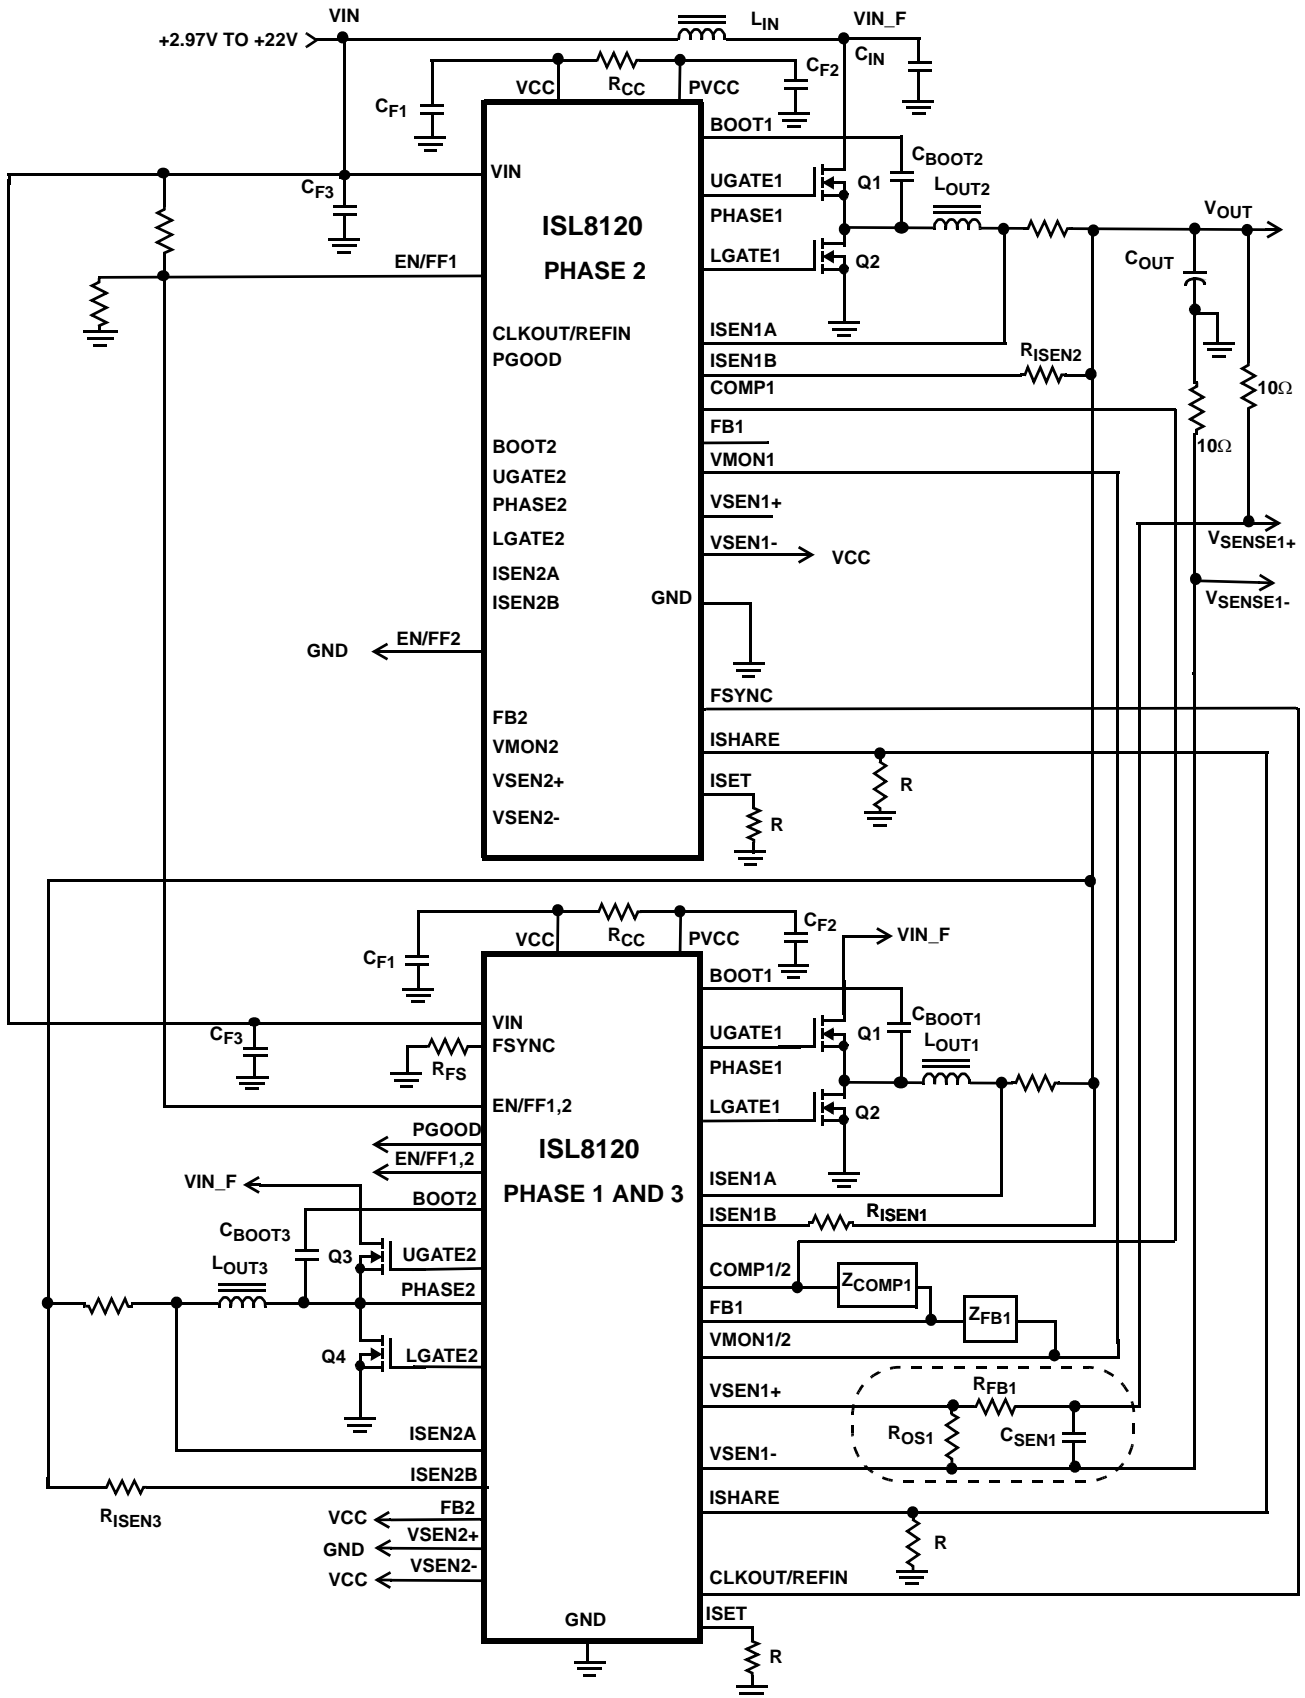 VIN
LIN
VIN_F
+2.97V TO +22V
CIN
CF2
VCC
RCC
PVCC
CF1
BOOT1
CBOOT2
VIN
CF3
UGATE1
Q1
LOUT2
ISL8120
PHASE1
VOUT
EN/FF1
PHASE 2
LGATE1
Q2
COUT
CLKOUT/REFIN
ISEN1A
PGOOD
ISEN1B
RISEN2
COMP1
10Ω
FB1
10Ω
BOOT2
VMON1
UGATE2
PHASE2
VSEN1+
LGATE2
VSEN1-
VCC
VSENSE1+
ISEN2A
ISEN2B
GND
VSENSE1-
GND
EN/FF2
FSYNC
FB2
ISHARE
VMON2
VSEN2+
ISET
R
VSEN2-
R
CF2
VCC
RCC
PVCC
VIN_F
CF1
BOOT1
CBOOT1
VIN
CF3
UGATE1
Q1
LOUT1
FSYNC
RFS
PHASE1
EN/FF1,2
LGATE1
Q2
PGOOD
ISL8120
EN/FF1,2
ISEN1A
VIN_F
BOOT2
PHASE 1 AND 3
ISEN1B
RISEN1
CBOOT3
Q3
UGATE2
COMP1/2
ZCOMP1
LOUT3
PHASE2
FB1
ZFB1
VMON1/2
Q4
LGATE2
VSEN1+
RFB1
ISEN2A
ROS1
CSEN1
VSEN1-
ISEN2B
ISHARE
RISEN3
VCC
FB2
GND
VSEN2+
R
VCC
VSEN2-
CLKOUT/REFIN
GND
ISET
R